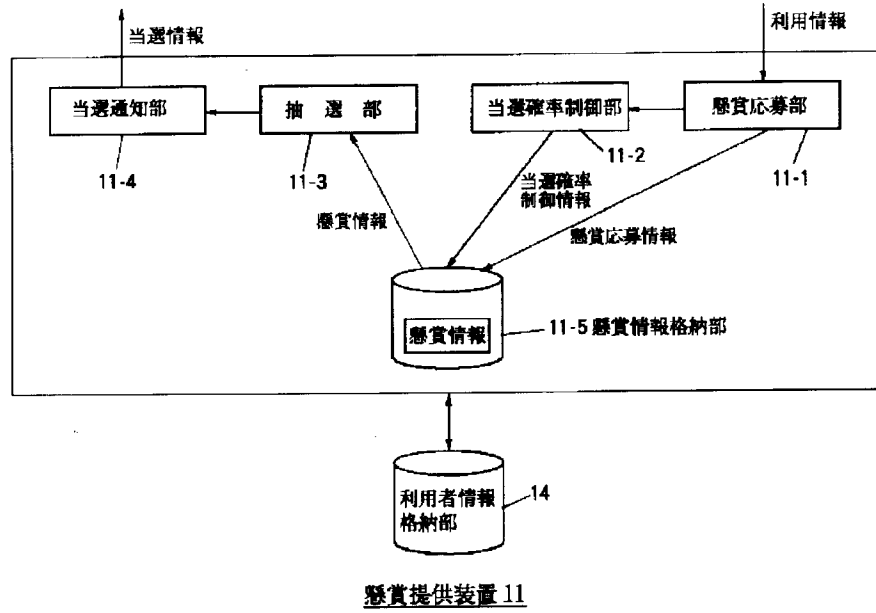 当選情報
利用情報
当選通知部
抽選部
当選確率制御部
懸賞応募部
11-4
11-3
11-2
11-1
当選確率
制御情報
懸賞情報
懸賞応募情報
懸賞情報
11-5 懸賞情報格納部
利用者情報
格納部
14
懸賞提供装置 11